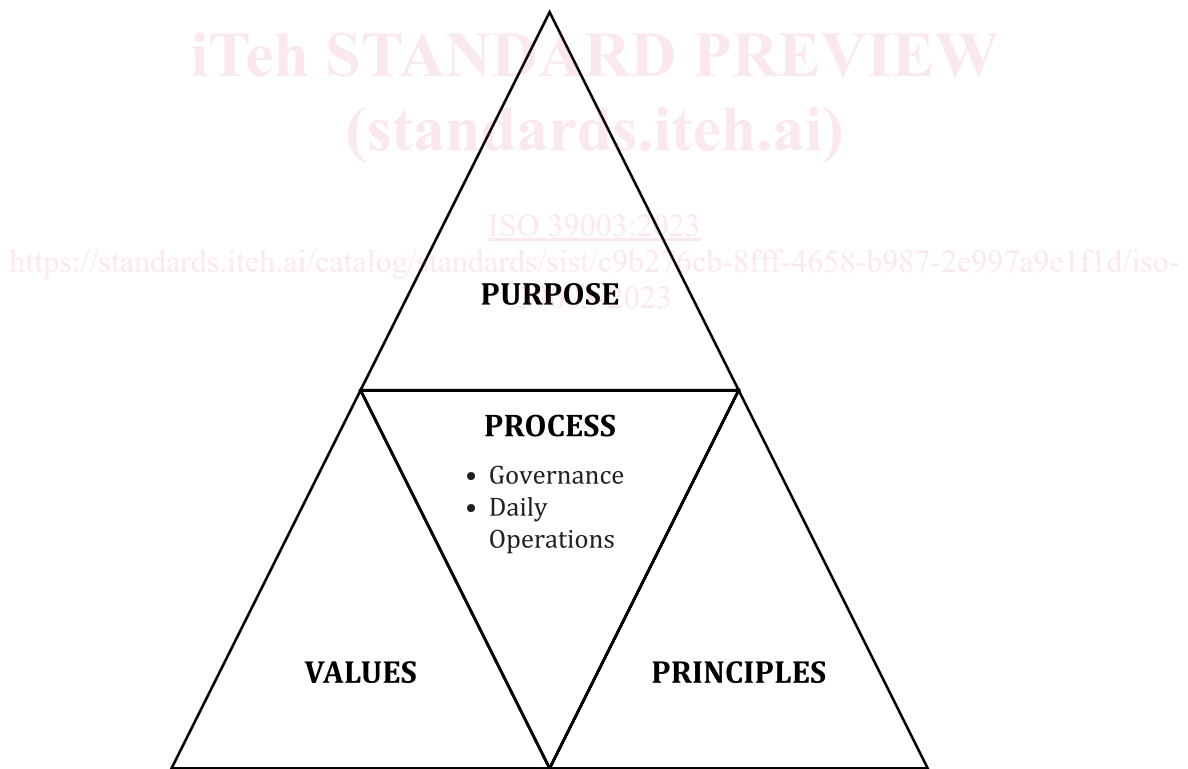 iTeh STANDARD PREVIEW
(standards.iteh.ai)
ISO 39003:2023
https://standards.iteh.ai/catalog/standards/sist/c9b276cb-8fff-4658-b987-2e997a9e1f1d/iso-
2023
PURPOSE
PROCESS
• Governance
• Daily
Operations
VALUES PRINCIPLES